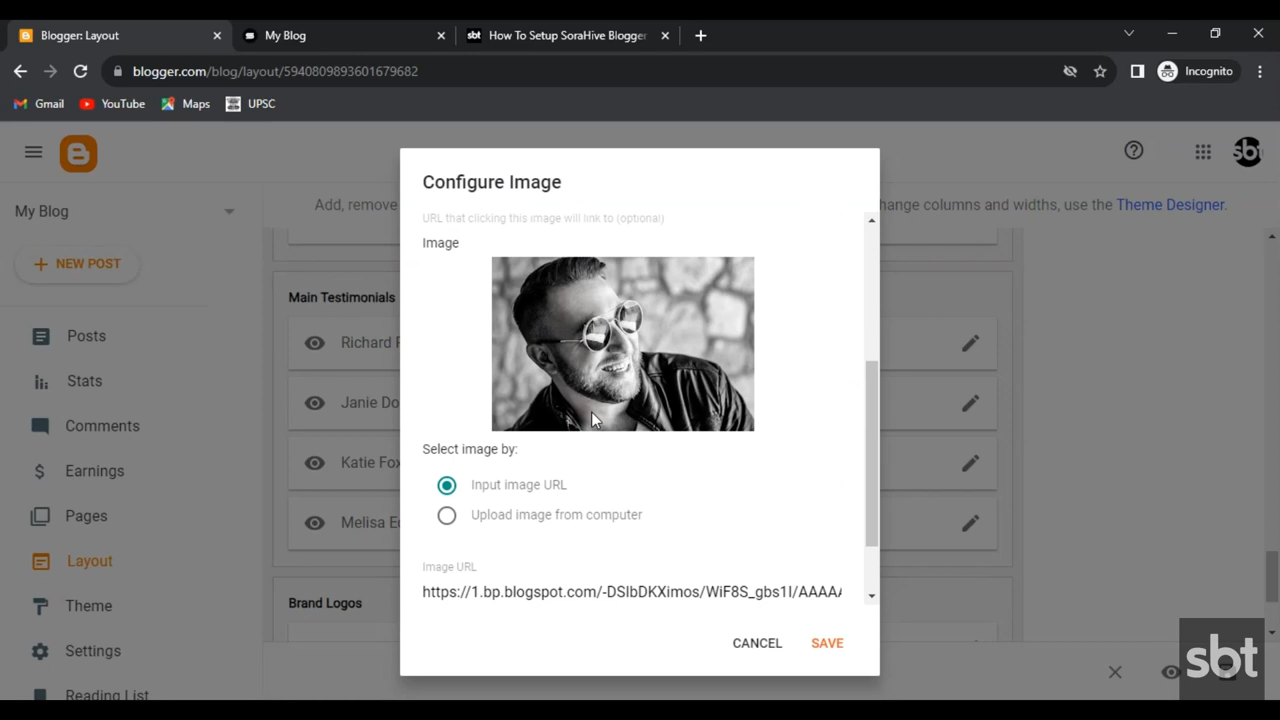 Blogger: Layout
My Blog
sbt How To Setup SoraHive Blogger
blogger.com/blog/layout/5940809893601679682
Incognito
Gmail
YouTube
Maps
UPSC
My Blog
Add, remove
hange columns and widths, use the Theme Designer.
sbt
NEW POST
Posts
Stats
Comments
Earnings
Pages
Layout
Theme
Settings
Reading List
Main Testimonials
Richard
Janie Do
Katie Fox
Melisa
Brand Logos
Configure Image
URL that clicking this image will link to (optional)
Image
Select image by:
Input image URL
Upload image from computer
Image URL
https://1.bp.blogspot.com/-DSIbDKXimos/WiF8S_gbs1I/AAAA
CANCEL
SAVE
sbt